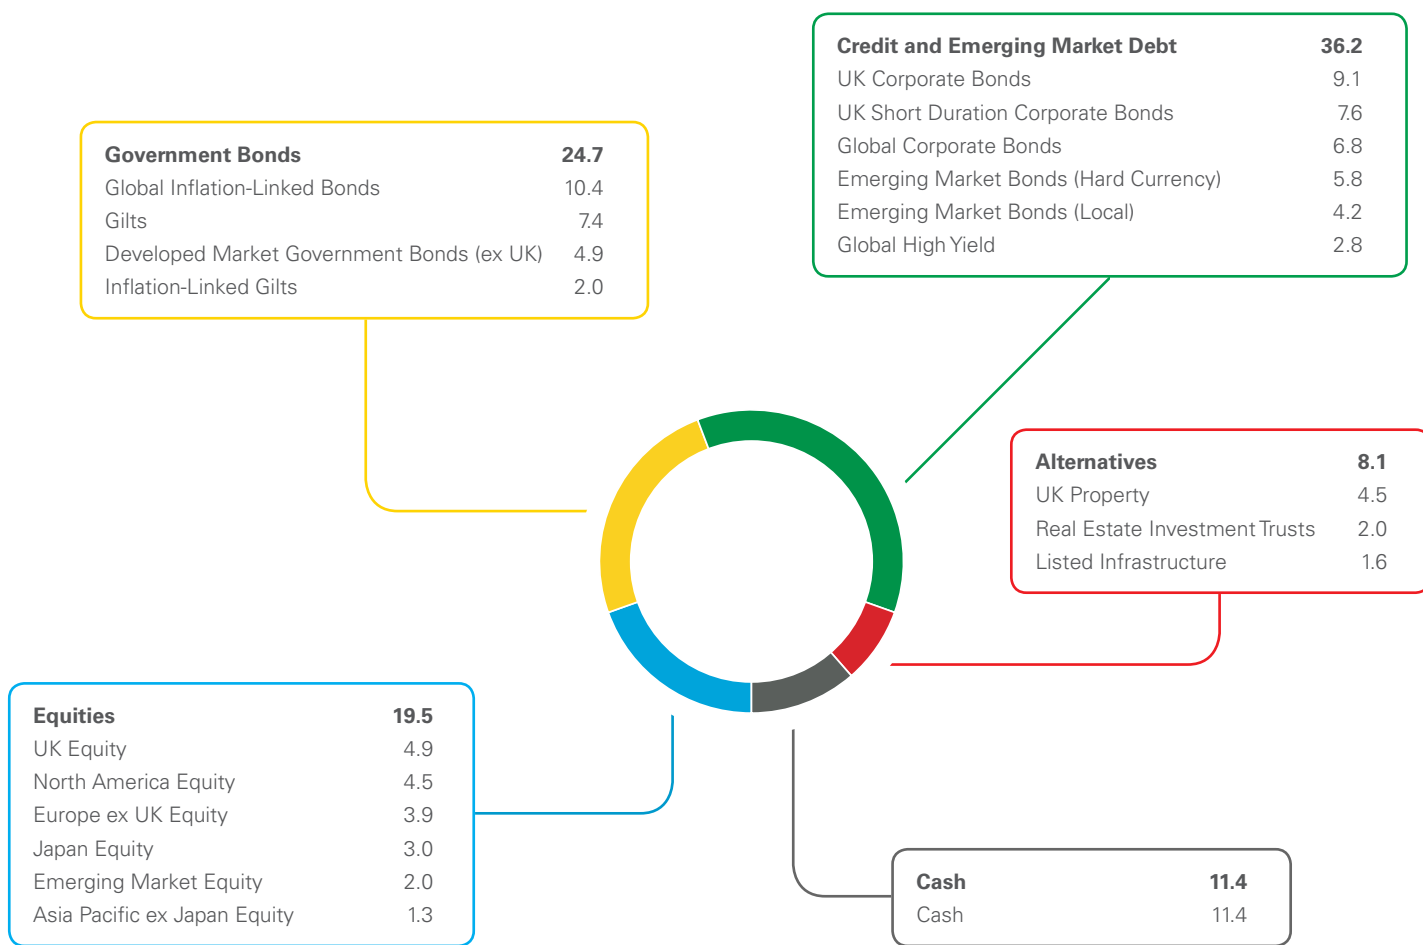 Credit and Emerging Market Debt 36.2
UK Corporate Bonds 9.1
UK Short Duration Corporate Bonds 7.6
Global Corporate Bonds 6.8
Emerging Market Bonds (Hard Currency) 5.8
Emerging Market Bonds (Local) 4.2
Global High Yield 2.8
Government Bonds 24.7
Global Inflation-Linked Bonds 10.4
Gilts 7.4
Developed Market Government Bonds (ex UK) 4.9
Inflation-Linked Gilts 2.0
Alternatives 8.1
UK Property 4.5
Real Estate Investment Trusts 2.0
Listed Infrastructure 1.6
Equities 19.5
UK Equity 4.9
North America Equity 4.5
Europe ex UK Equity 3.9
Japan Equity 3.0
Emerging Market Equity 2.0
Asia Pacific ex Japan Equity 1.3
Cash 11.4
Cash 11.4